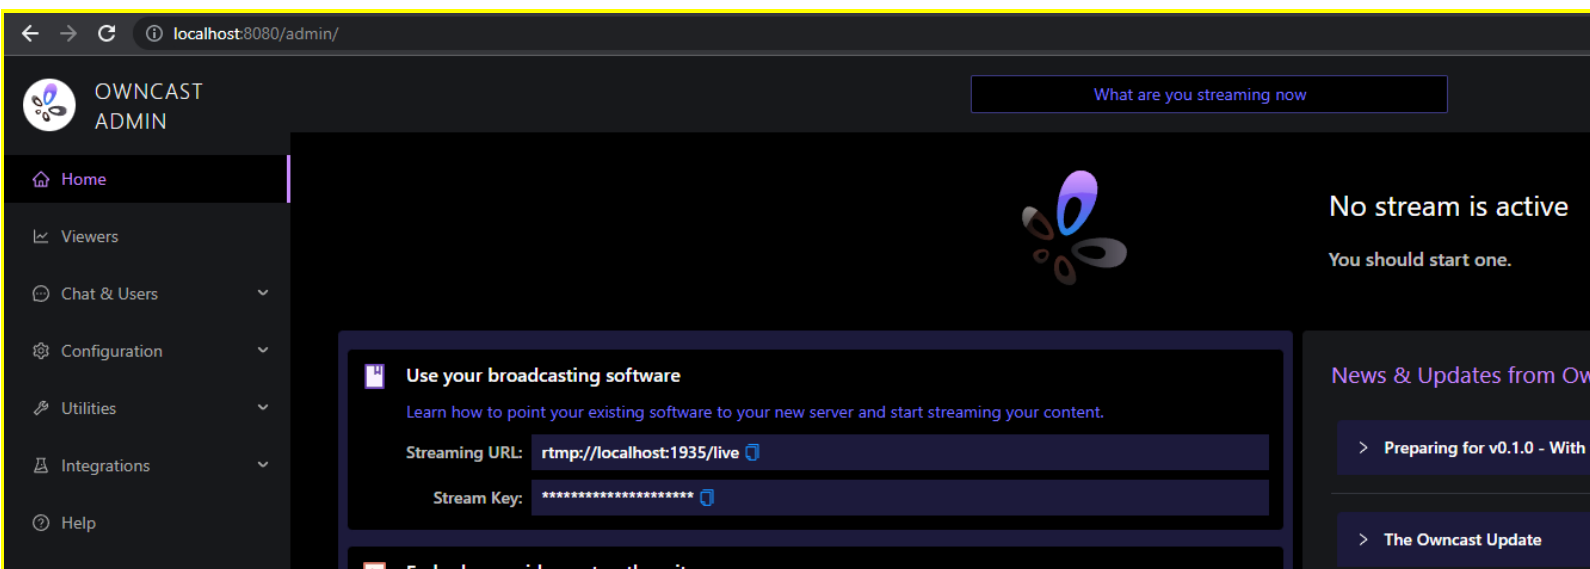 localhost:8080/admin/
OWNCAST
ADMIN
What are you streaming now
Home
Viewers
Chat & Users
Configuration
Utilities
Integrations
Help
No stream is active
You should start one.
Use your broadcasting software
Learn how to point your existing software to your new server and start streaming your content.
Streaming URL: rtmp://localhost:1935/live
Stream Key: *********************
News & Updates from Ow
Preparing for v0.1.0 - With
The Owncast Update